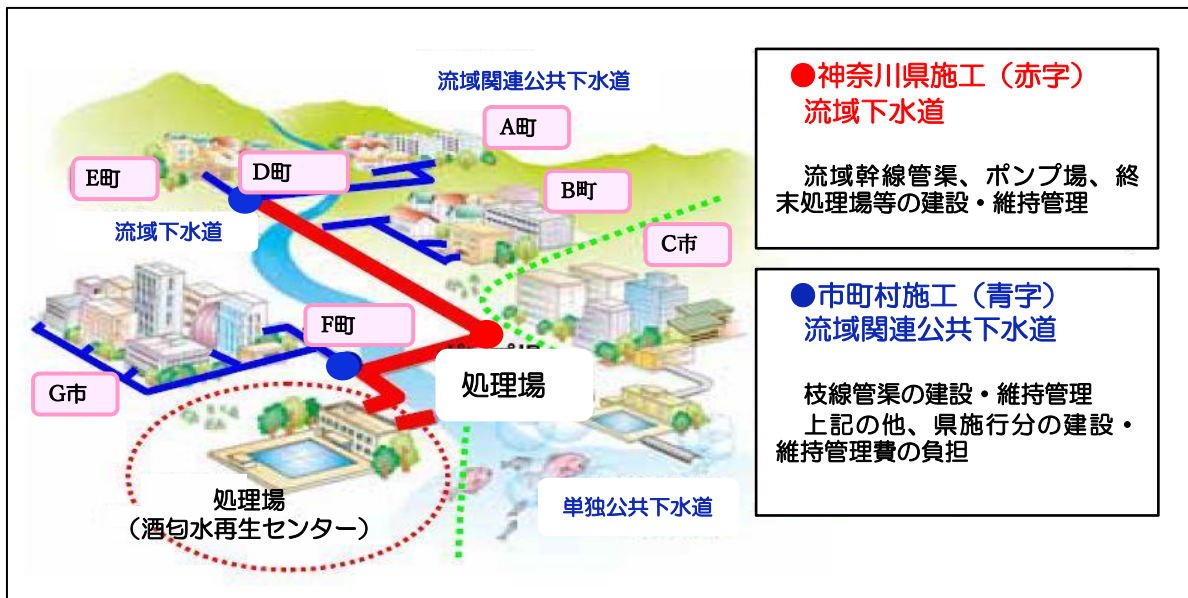 流域関連公共下水道
A町
D町
E町
B町
流域下水道
C市
F町
G市
処理場
処理場
（酒匂水再生センター）
単独公共下水道
●神奈川県施工（赤字）
流域下水道
流域幹線管渠、ポンプ場、終
末処理場等の建設・維持管理
●市町村施工（青字）
流域関連公共下水道
枝線管渠の建設・維持管理
上記の他、県施行分の建設・
維持管理費の負担